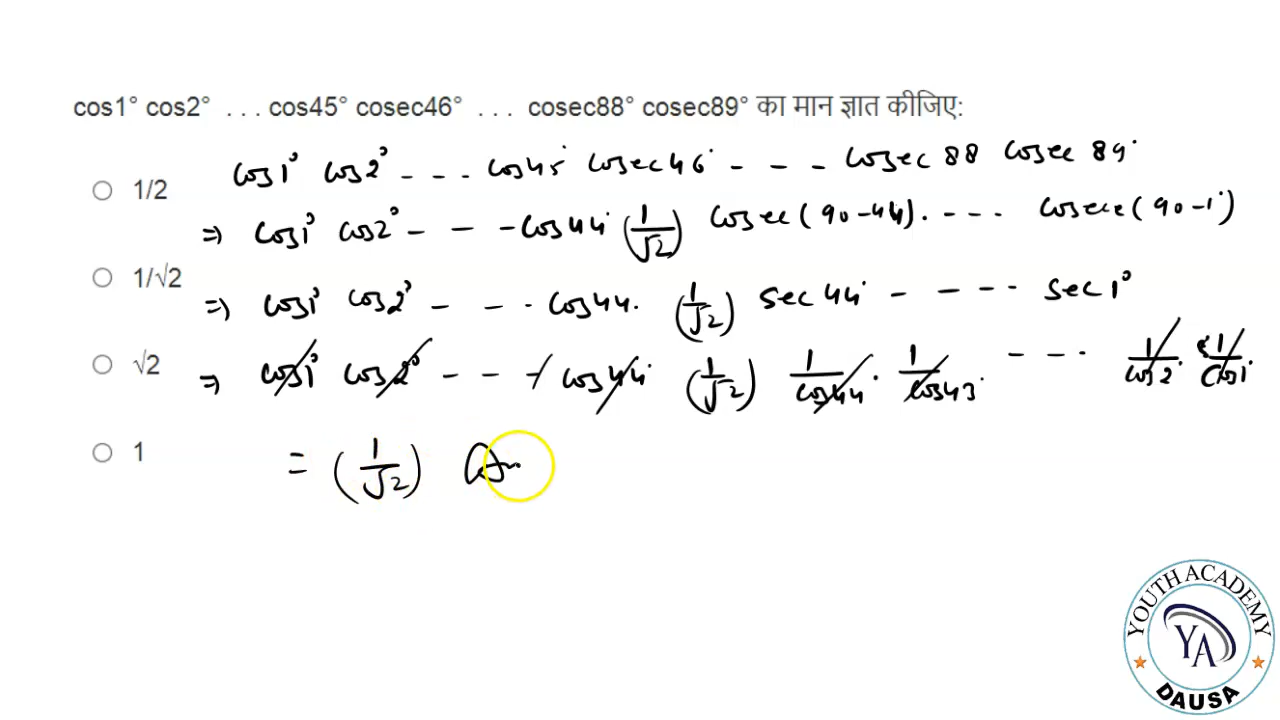 cos1° cos2° ...cos45° cosec46° ... cosec88° cosec89° का मान ज्ञात कीजिए:
cos1° cos2° - - - . cos45° cosec46° - - - cosec 88 cosec 89°
1/2
⇒ cos1° cos2° - - - cos44° (1/√2) cosec(90-44). - - - . cosec(90-1°)
1/√2
⇒ cos1° cos2° - - - cos44. (1/√2) sec44° - - - - sec1°
√2
⇒ cos1° cos2° - - - cos44° (1/√2) 1/cos44 . 1/cos43 . - - - 1/cos2 . 1/cos1 .
1
= (1/√2)
YOUTH ACADEMY
YA
DAUSA